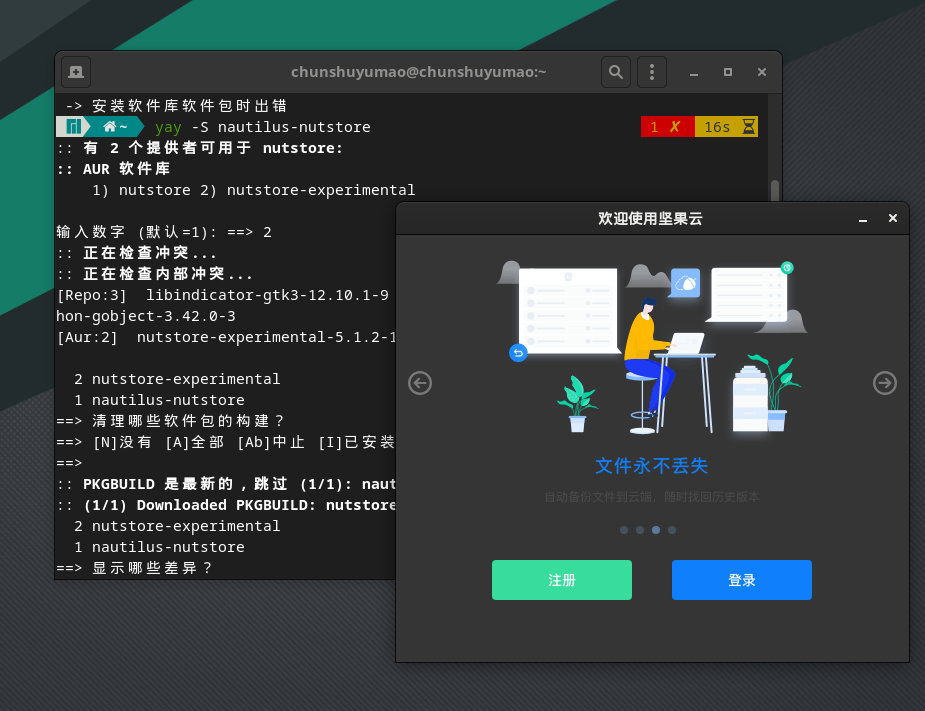 chunshuyumao@chunshuyumao:~
-> 安装软件库软件包时出错
~ yay -S nautilus-nutstore 1 ✗ 16s
:: 有 2 个提供者可用于 nutstore:
:: AUR 软件库
1) nutstore 2) nutstore-experimental
输入数字 (默认=1): ==> 2
:: 正在检查冲突...
:: 正在检查内部冲突...
[Repo:3] libindicator-gtk3-12.10.1-9
hon-gobject-3.42.0-3
[Aur:2] nutstore-experimental-5.1.2-1
2 nutstore-experimental
1 nautilus-nutstore
==> 清理哪些软件包的构建？
==> [N]没有 [A]全部 [Ab]中止 [I]已安装
==>
:: PKGBUILD 是最新的，跳过 (1/1): naut
:: (1/1) Downloaded PKGBUILD: nutstore
2 nutstore-experimental
1 nautilus-nutstore
==> 显示哪些差异？
欢迎使用坚果云
文件永不丢失
自动备份文件到云端，随时找回历史版本
注册
登录